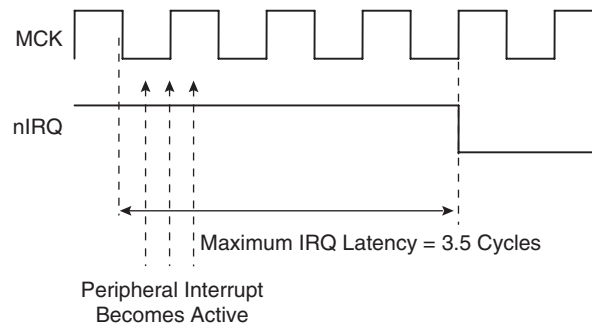 MCK
nIRQ
Maximum IRQ Latency = 3.5 Cycles
Peripheral Interrupt
Becomes Active